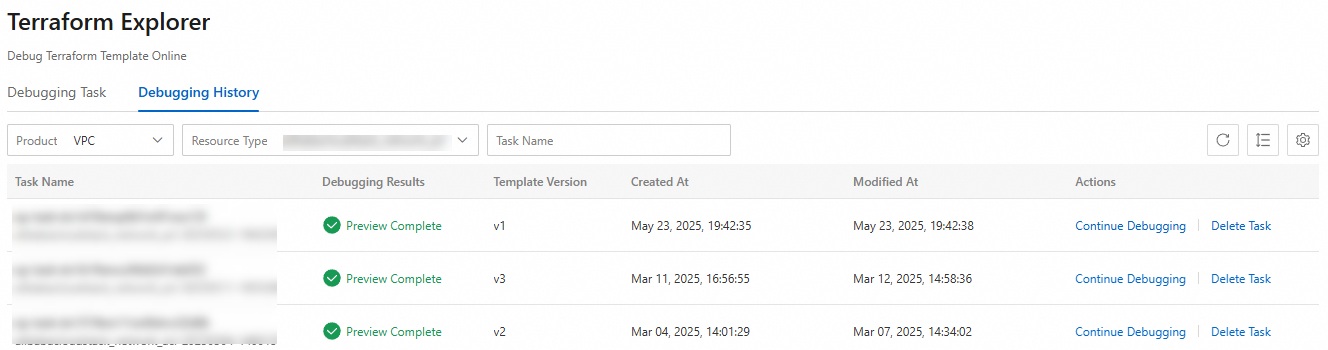 Terraform Explorer
Debug Terraform Template Online
Debugging Task Debugging History
Product VPC Resource Type Task Name
Task Name Debugging Results Template Version Created At Modified At Actions
Preview Complete v1 May 23, 2025, 19:42:35 May 23, 2025, 19:42:38 Continue Debugging Delete Task
Preview Complete v3 Mar 11, 2025, 16:56:55 Mar 12, 2025, 14:58:36 Continue Debugging Delete Task
Preview Complete v2 Mar 04, 2025, 14:01:29 Mar 07, 2025, 14:34:02 Continue Debugging Delete Task